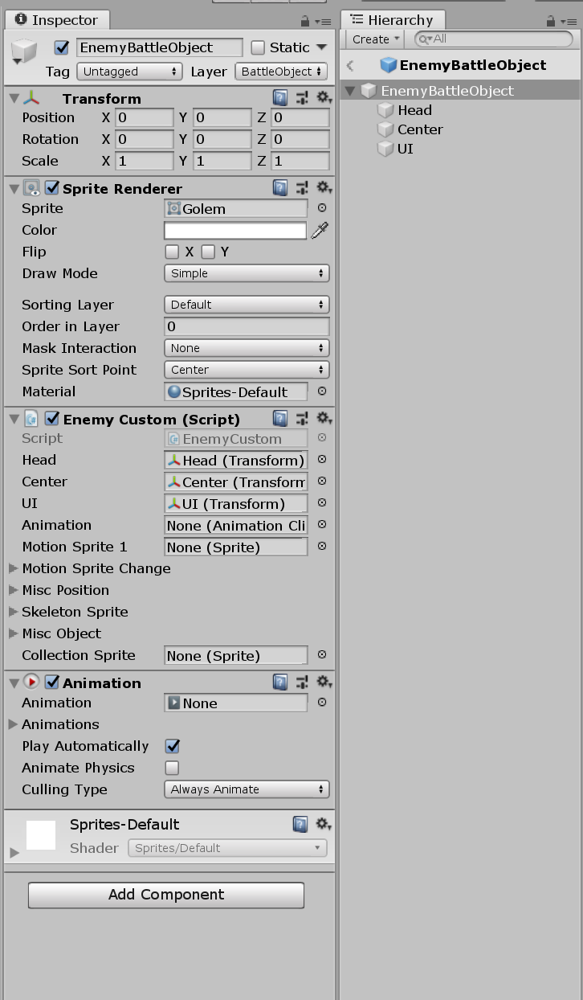 Inspector
EnemyBattleObject Static
Tag Untagged Layer BattleObject
Transform
Position X 0 Y 0 Z 0
Rotation X 0 Y 0 Z 0
Scale X 1 Y 1 Z 1
Sprite Renderer
Sprite Golem
Color
Flip X Y
Draw Mode Simple
Sorting Layer Default
Order in Layer 0
Mask Interaction None
Sprite Sort Point Center
Material Sprites-Default
Enemy Custom (Script)
Script EnemyCustom
Head Head (Transform)
Center Center (Transform
UI UI (Transform)
Animation None (Animation Cli
Motion Sprite 1 None (Sprite)
Motion Sprite Change
Misc Position
Skeleton Sprite
Misc Object
Collection Sprite None (Sprite)
Animation
Animation None
Animations
Play Automatically
Animate Physics
Culling Type Always Animate
Sprites-Default
Shader Sprites/Default
Add Component
Hierarchy
Create All
EnemyBattleObject
EnemyBattleObject
Head
Center
UI